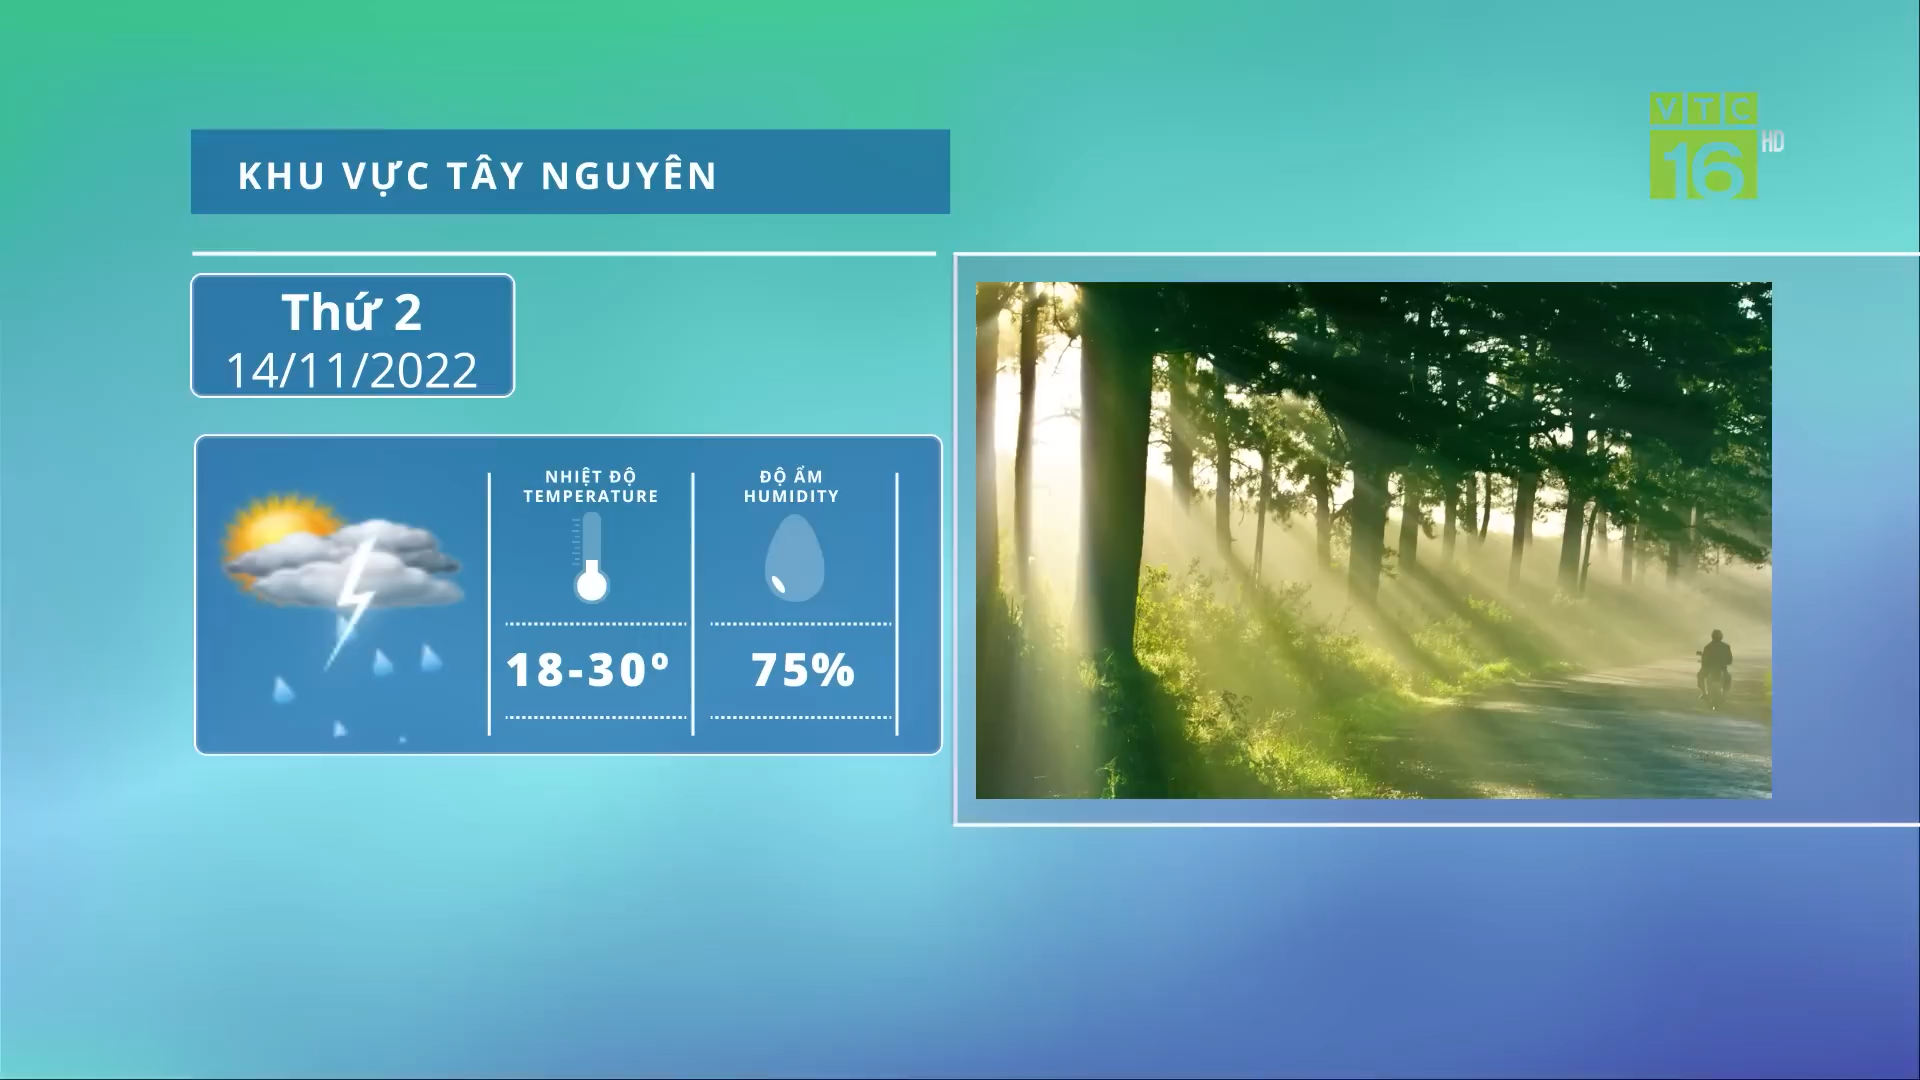 KHU VỰC TÂY NGUYÊN
VTC
16
HD
Thứ 2
14/11/2022
NHIỆT ĐỘ
TEMPERATURE
18-30°
ĐỘ ẨM
HUMIDITY
75%